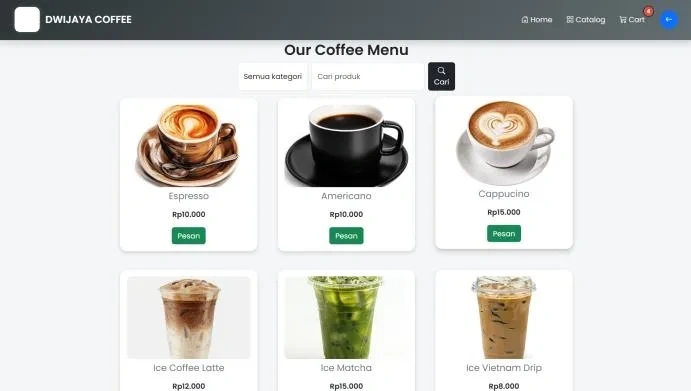 DWIJAYA COFFEE
Home
Catalog
Cart
4
Our Coffee Menu
Semua kategori
Cari produk
Cari
Espresso
Americano
Cappucino
Rp10.000
Rp10.000
Rp15.000
Pesan
Pesan
Pesan
Ice Coffee Latte
Ice Matcha
Ice Vietnam Drip
Rp12.000
Rp15.000
Rp8.000